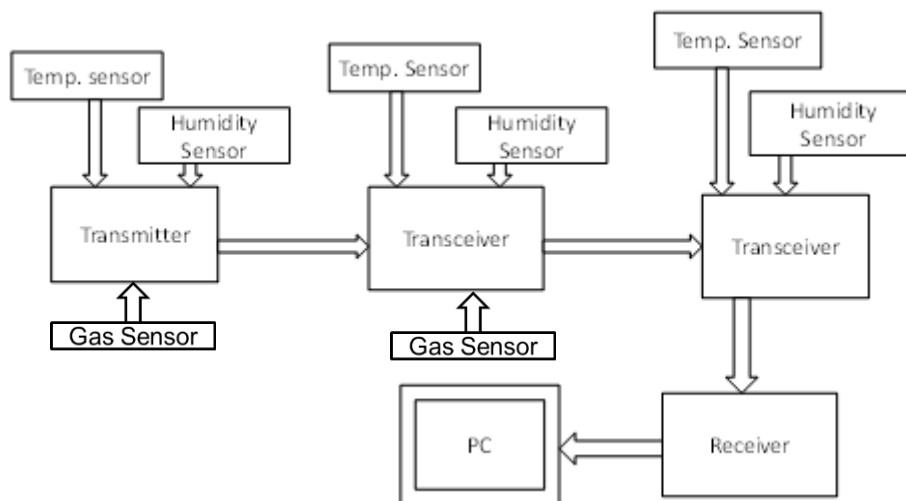 Temp. sensor
Humidity
Sensor
Transmitter
Gas Sensor
Temp. Sensor
Humidity
Sensor
Transceiver
Gas Sensor
Temp. Sensor
Humidity
Sensor
Transceiver
Receiver
PC